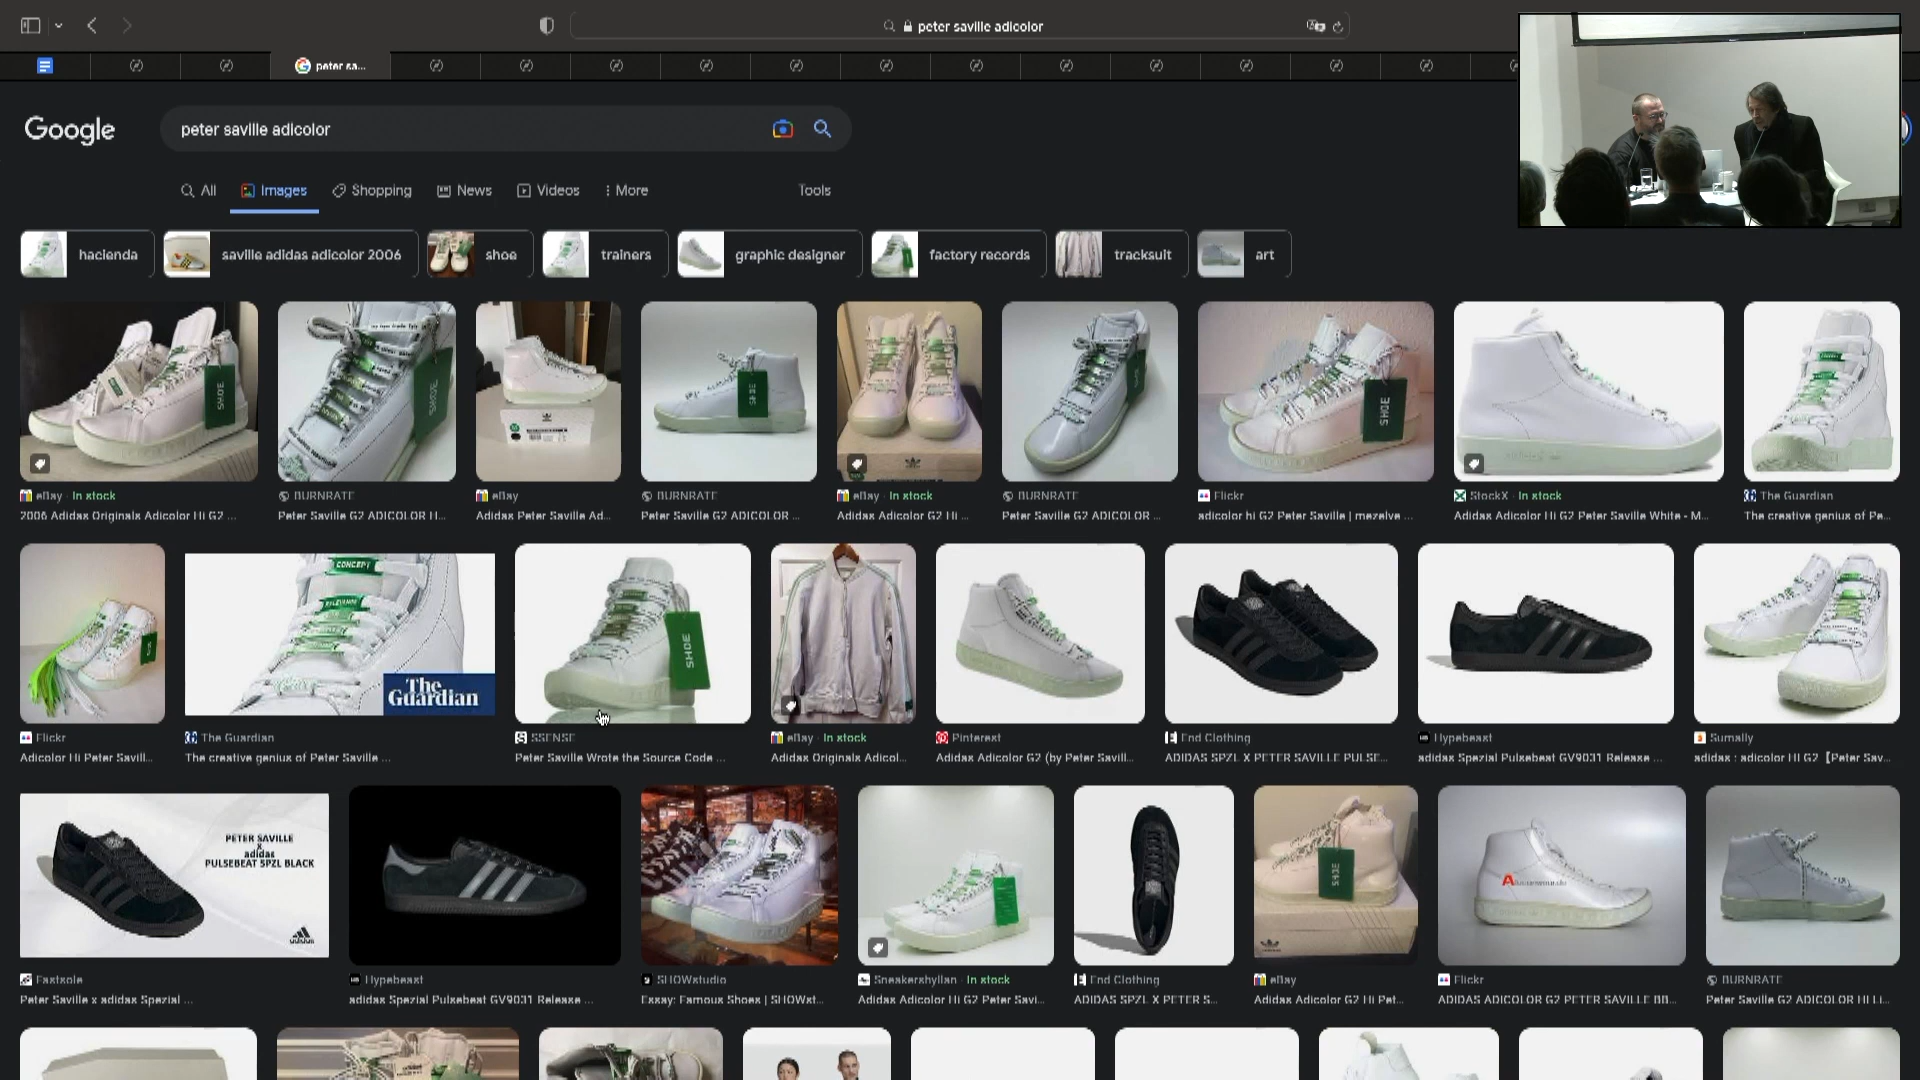 peter saville adicolor
peter sa...
Google
peter saville adicolor
All
Images
Shopping
News
Videos
More
Tools
hacienda
saville adidas adicolor 2006
shoe
trainers
graphic designer
factory records
tracksuit
art
SHOE
SHOE
SHOE
SHOE
eBay · In stock
BURNRATE
eBay
BURNRATE
eBay · In stock
BURNRATE
Flickr
StockX · In stock
The Guardian
2006 Adidas Originals Adicolor Hi G2 ...
Peter Saville G2 ADICOLOR H...
Adidas Peter Saville Ad...
Peter Saville G2 ADICOLOR ...
Adidas Adicolor G2 Hi ...
Peter Saville G2 ADICOLOR ...
adicolor hi G2 Peter Saville | mezelve ...
Adidas Adicolor Hi G2 Peter Saville White - M...
The creative genius of Pe...
CONCEPT
RELEVANCE
The
Guardian
SHOE
Flickr
The Guardian
SSENSE
eBay · In stock
Pinterest
End Clothing
Hypebeast
Sumally
Adicolor Hi Peter Savill...
The creative genius of Peter Saville ...
Peter Saville Wrote the Source Code ...
Adidas Originals Adicol...
Adidas Adicolor G2 (by Peter Savill...
ADIDAS SPZL X PETER SAVILLE PULSE...
adidas Spezial Pulsebeat GV9031 Release ...
adidas : adicolor HI G2【Peter Sav...
PETER SAVILLE
x
adidas
PULSEBEAT SPZL BLACK
adidas
SHOE
Fastsole
Hypebeast
SHOWstudio
Sneakershyllan · In stock
End Clothing
eBay
Flickr
BURNRATE
Peter Saville x adidas Spezial ...
adidas Spezial Pulsebeat GV9031 Release ...
Essay: Famous Shoes | SHOWst...
Adidas Adicolor Hi G2 Peter Savi...
ADIDAS SPZL X PETER S...
Adidas Adicolor G2 Hi Pet...
ADIDAS ADICOLOR G2 PETER SAVILLE BB...
Peter Saville G2 ADICOLOR HI Li...